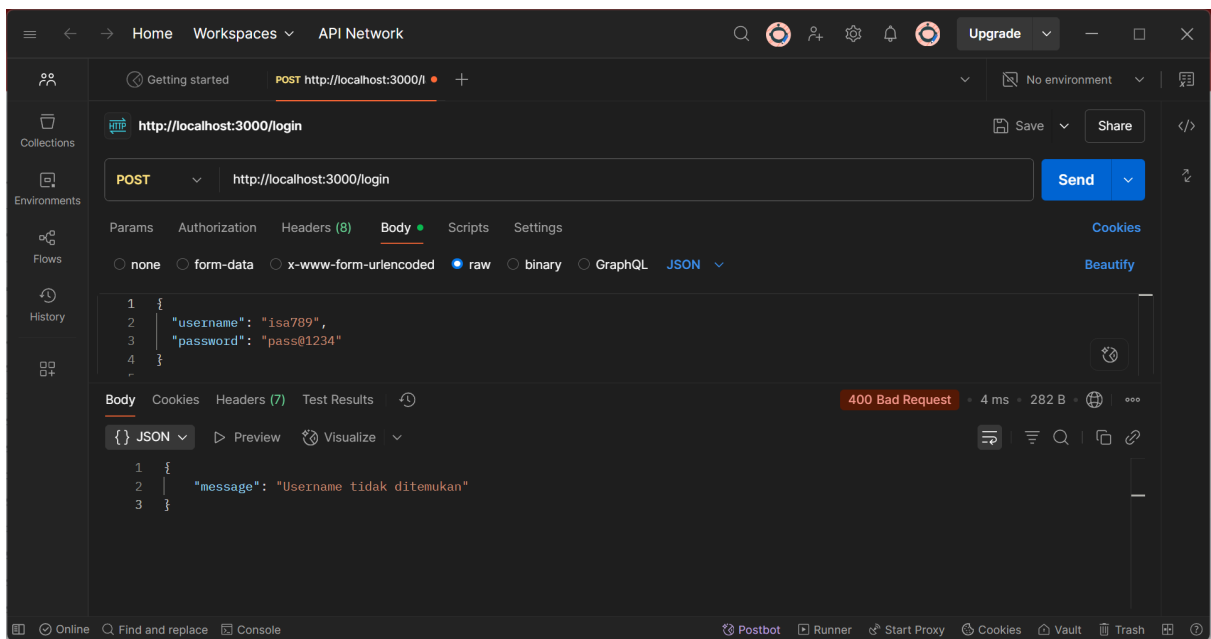 Home Workspaces API Network Upgrade
Getting started POST http://localhost:3000/l No environment
HTTP http://localhost:3000/login Save Share
Collections
POST http://localhost:3000/login Send
Environments
Params Authorization Headers (8) Body Scripts Settings Cookies
Flows
none form-data x-www-form-urlencoded raw binary GraphQL JSON Beautify
History
1 {
2 "username": "isa789",
3 "password": "pass@1234"
4 }
Body Cookies Headers (7) Test Results 400 Bad Request 4 ms 282 B
{} JSON Preview Visualize
1 {
2 "message": "Username tidak ditemukan"
3 }
Online Find and replace Console Postbot Runner Start Proxy Cookies Vault Trash